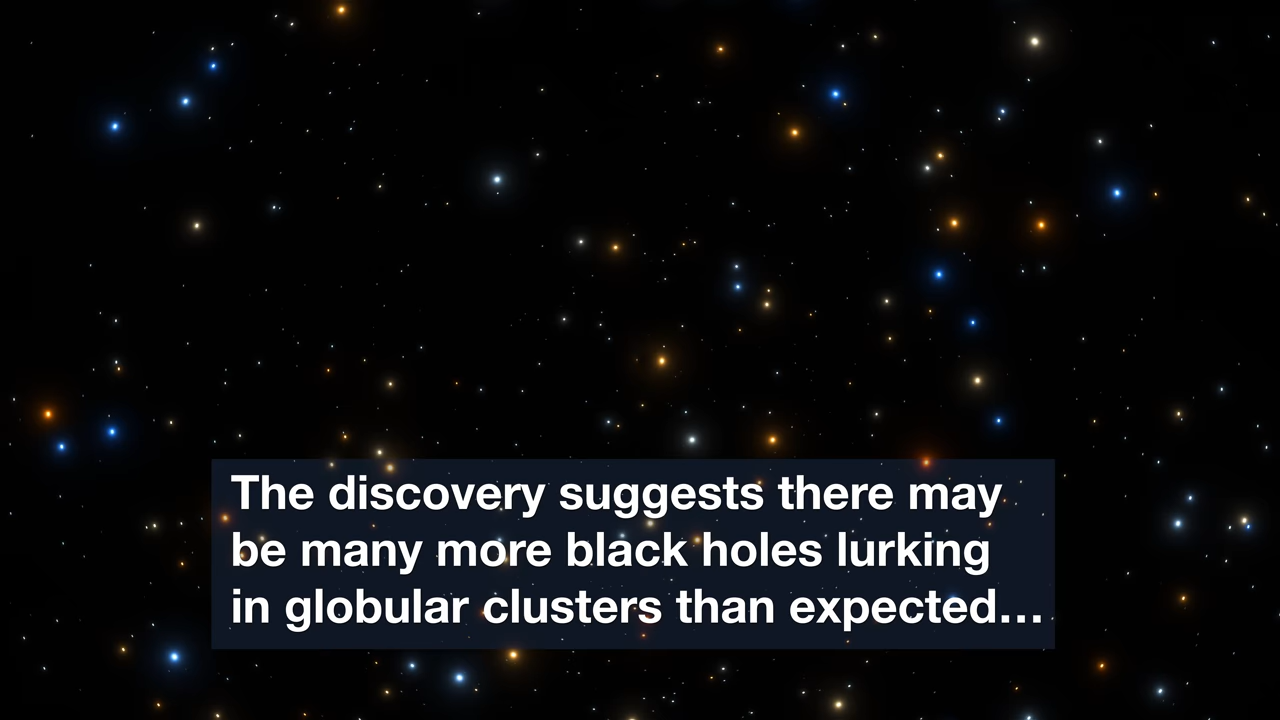 The discovery suggests there may
be many more black holes lurking
in globular clusters than expected...